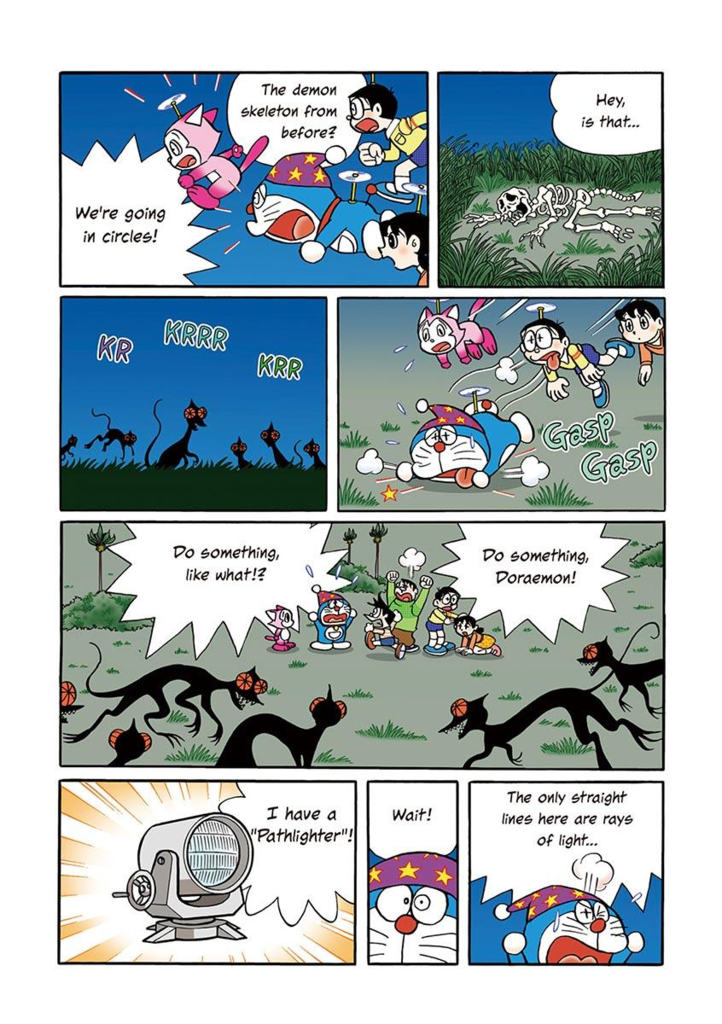 Hey,
is that...
The demon
skeleton from
before?
We're going
in circles!
Gasp
Gasp
KRR
KRRR
KR
Do something,
Doraemon!
Do something,
like what!?
The only straight
lines here are rays
of light...
Wait!
I have a
"Pathlighter"!